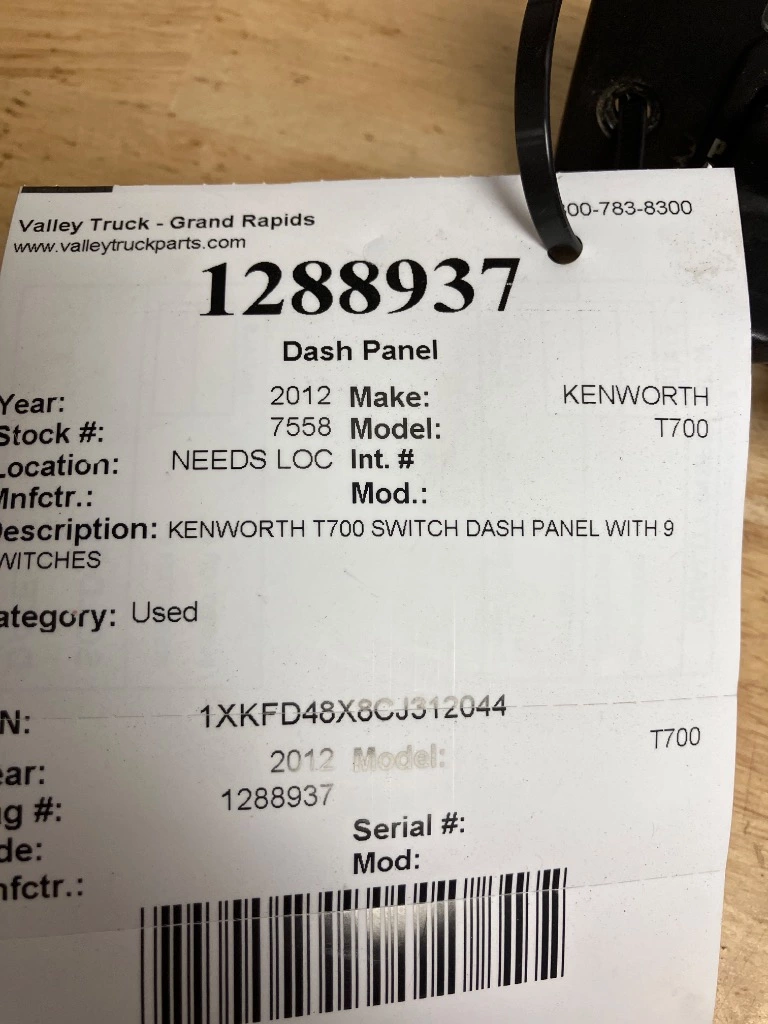 Valley Truck - Grand Rapids
00-783-8300
www.valleytruckparts.com
1288937
Dash Panel
Year: 2012 Make: KENWORTH
Stock #: 7558 Model: T700
Location: NEEDS LOC Int. #
Mnfctr.: Mod.:
Description: KENWORTH T700 SWITCH DASH PANEL WITH 9
WITCHES
ategory: Used
N: 1XKFD48X8CJ312044
ear: 2012 Model: T700
g #: 1288937
Serial #:
de:
Mod:
nfctr.: